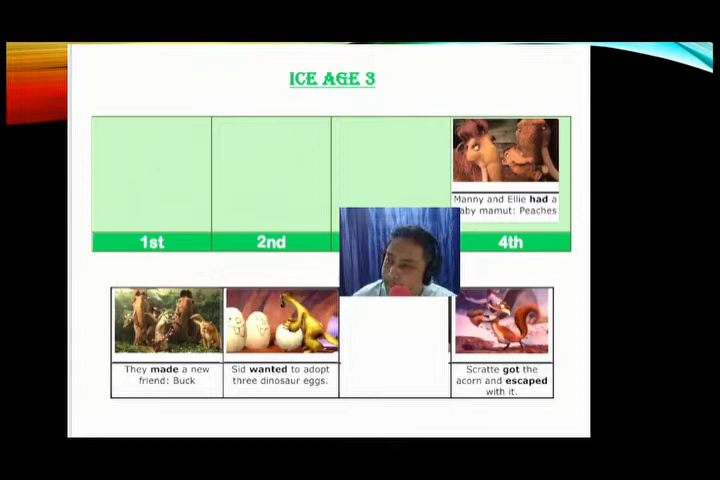 ICE AGE 3
Manny and Ellie had a
baby mamut: Peaches
1st
2nd
4th
They made a new
friend: Buck
Sid wanted to adopt
three dinosaur eggs.
Scratte got the
acorn and escaped
with it.